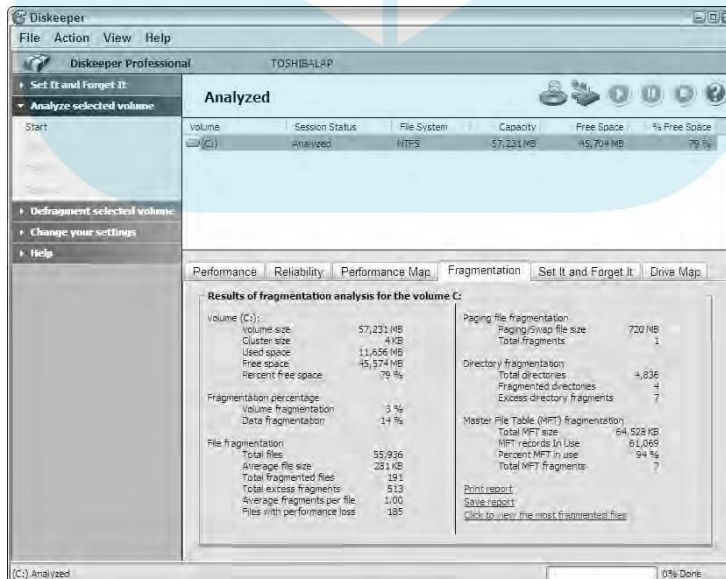 Diskeeper
File Action View Help
Diskeeper Professional TOSHIBALAP
Set It and Forget It
Analyze selected volume
Start
Defragment selected volume
Change your settings
Help
Analyzed
Volume Session Status File System Capacity Free Space % Free Space
(C:) Analyzed NTFS 57,231 MB 45,704 MB 79 %
Performance Reliability Performance Map Fragmentation Set It and Forget It Drive Map
Results of fragmentation analysis for the volume C:
Volume (C:):
Volume size 57,231 MB
Cluster size 4 KB
Used space 11,656 MB
Free space 45,574 MB
Percent free space 79 %
Fragmentation percentage
Volume fragmentation 3 %
Data fragmentation 14 %
File fragmentation
Total files 55,936
Average file size 231 KB
Total fragmented files 191
Total excess fragments 513
Average fragments per file 1.00
Files with performance loss 185
Paging file fragmentation
Paging/Swap file size 720 MB
Total fragments 1
Directory fragmentation
Total directories 4,836
Fragmented directories 4
Excess directory fragments 7
Master File Table (MFT) fragmentation
Total MFT size 64,528 KB
MFT records In Use 61,069
Percent MFT in use 94 %
Total MFT fragments 7
Print report
Save report
Click to view the most fragmented files
(C:) Analyzed 0% Done